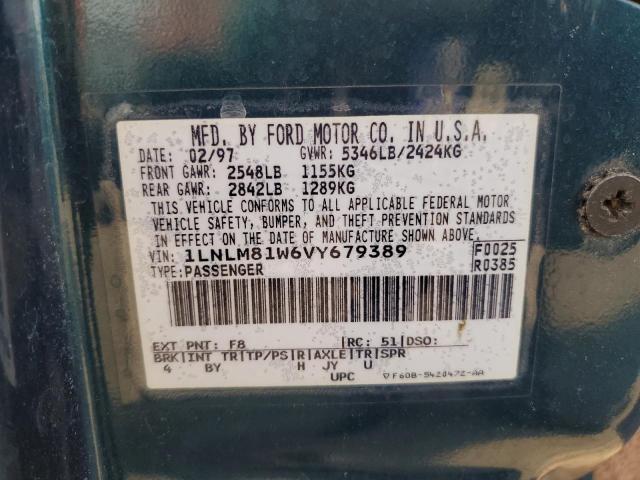 MFD. BY FORD MOTOR CO. IN U.S.A.
DATE: 02/97 GVWR: 5346LB/2424KG
FRONT GAWR: 2548LB 1155KG
REAR GAWR: 2842LB 1289KG
THIS VEHICLE CONFORMS TO ALL APPLICABLE FEDERAL MOTOR
VEHICLE SAFETY, BUMPER, AND THEFT PREVENTION STANDARDS
IN EFFECT ON THE DATE OF MANUFACTURE SHOWN ABOVE.
VIN: 1LNLM81W6VY679389 F0025
TYPE: PASSENGER R0385
EXT PNT: F8 |RC: 51|DSO:
BRK|INT TR|TP/PS|R|AXLE|TR|SPR
4 BY H JY U
UPC ▽F60B-5420472-AA